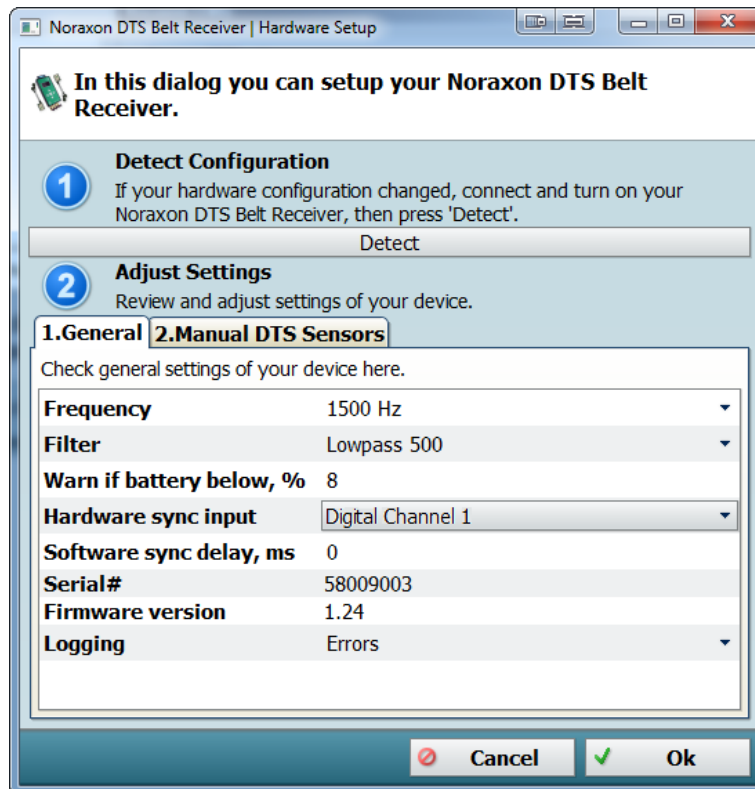 Noraxon DTS Belt Receiver | Hardware Setup
In this dialog you can setup your Noraxon DTS Belt
Receiver.
1
Detect Configuration
If your hardware configuration changed, connect and turn on your
Noraxon DTS Belt Receiver, then press 'Detect'.
Detect
2
Adjust Settings
Review and adjust settings of your device.
1.General 2.Manual DTS Sensors
Check general settings of your device here.
Frequency 1500 Hz
Filter Lowpass 500
Warn if battery below, % 8
Hardware sync input Digital Channel 1
Software sync delay, ms 0
Serial# 58009003
Firmware version 1.24
Logging Errors
Cancel Ok